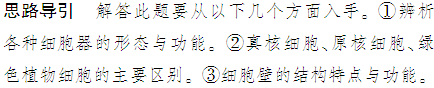 思路导引　解答此题要从以下几个方面入手。①辨析
各种细胞器的形态与功能。②真核细胞、原核细胞、绿
色植物细胞的主要区别。③细胞壁的结构特点与功能。